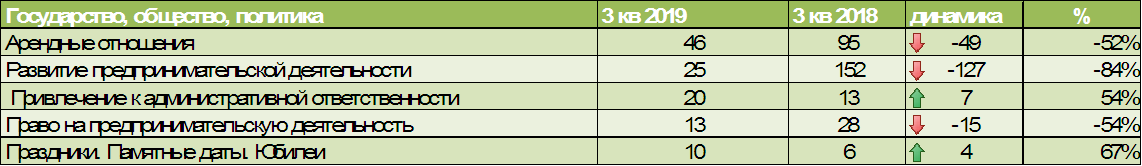 Государство, общество, политика 3 кв 2019 3 кв 2018 динамика %
Арендные отношения 46 95 -49 -52%
Развитие предпринимательской деятельности 25 152 -127 -84%
Привлечение к административной ответственности 20 13 7 54%
Право на предпринимательскую деятельность 13 28 -15 -54%
Праздники. Памятные даты. Юбилеи 10 6 4 67%